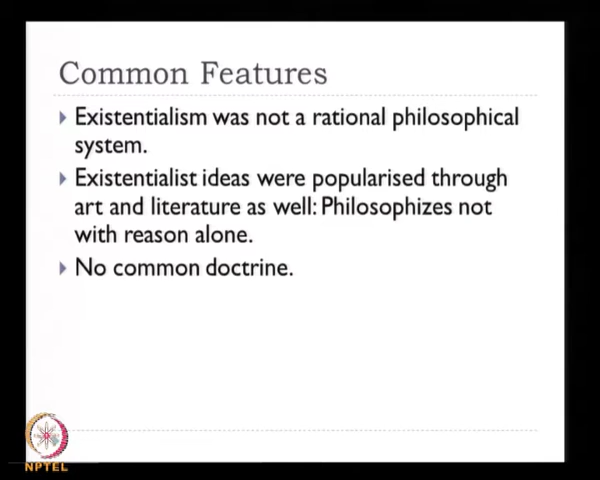 Common Features
Existentialism was not a rational philosophical
system.
Existentialist ideas were popularised through
art and literature as well: Philosophizes not
with reason alone.
No common doctrine.
NPTEL